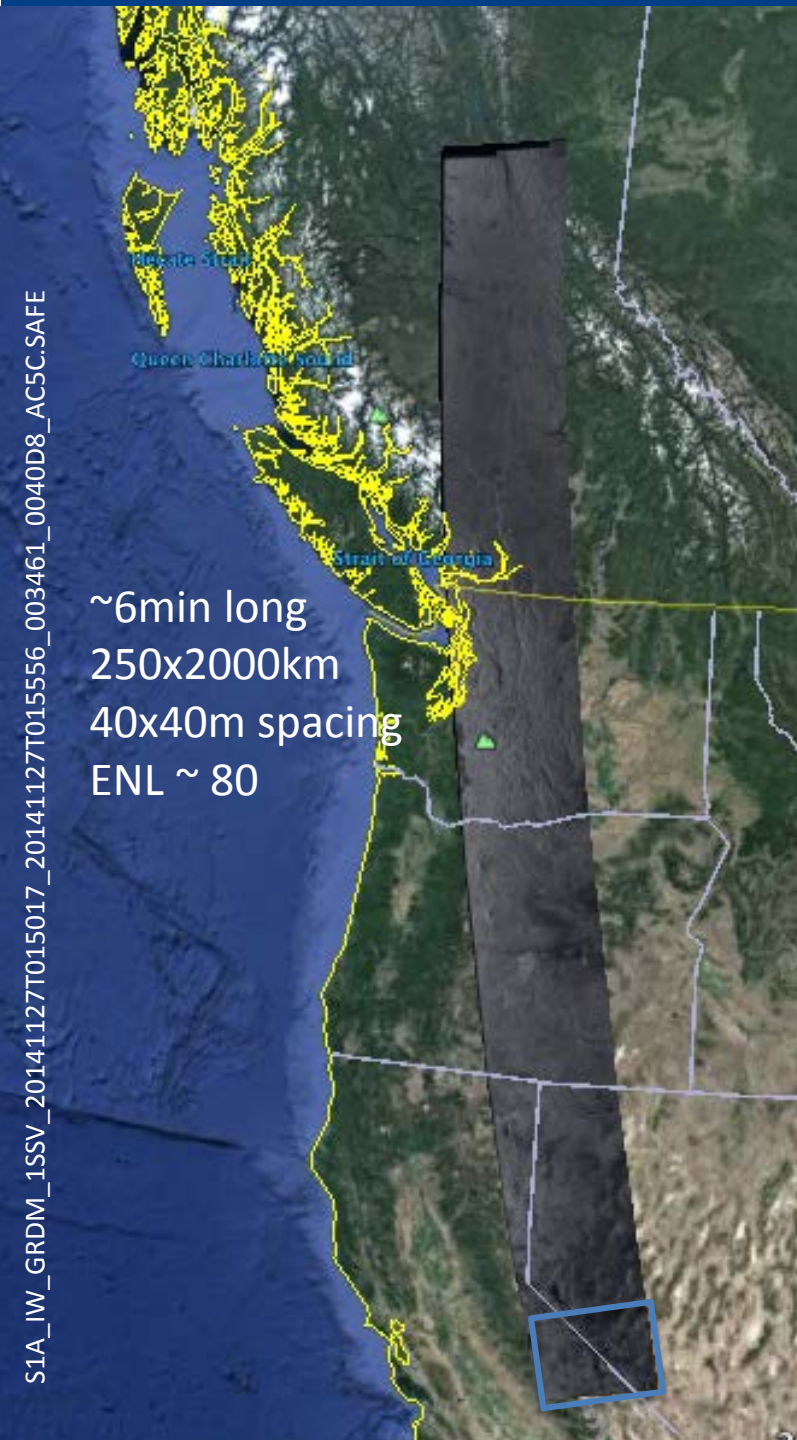 S1A_IW_GRDM_1SSV_20141127T015017_20141127T015556_003461_0040D8_AC5C.SAFE
Hecate Strait
Queen Charlotte Sound
Strait of Georgia
~6min long
250x2000km
40x40m spacing
ENL ~ 80